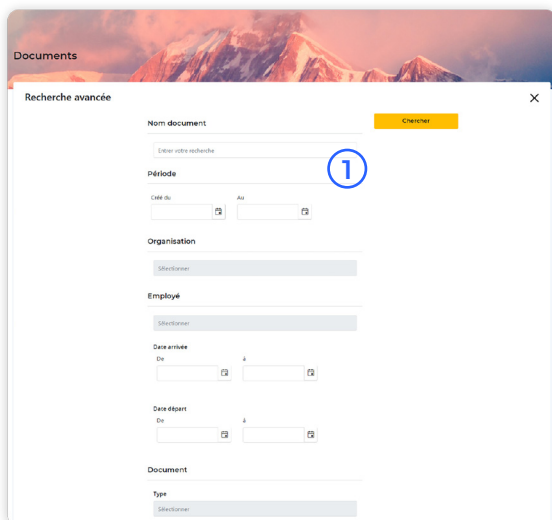 Documents
Recherche avancée
Chercher
Nom document
Entrer votre recherche
1
Période
Créé du Au
Organisation
Sélectionner
Employé
Sélectionner
Date arrivée
De à
Date départ
De à
Document
Type
Sélectionner